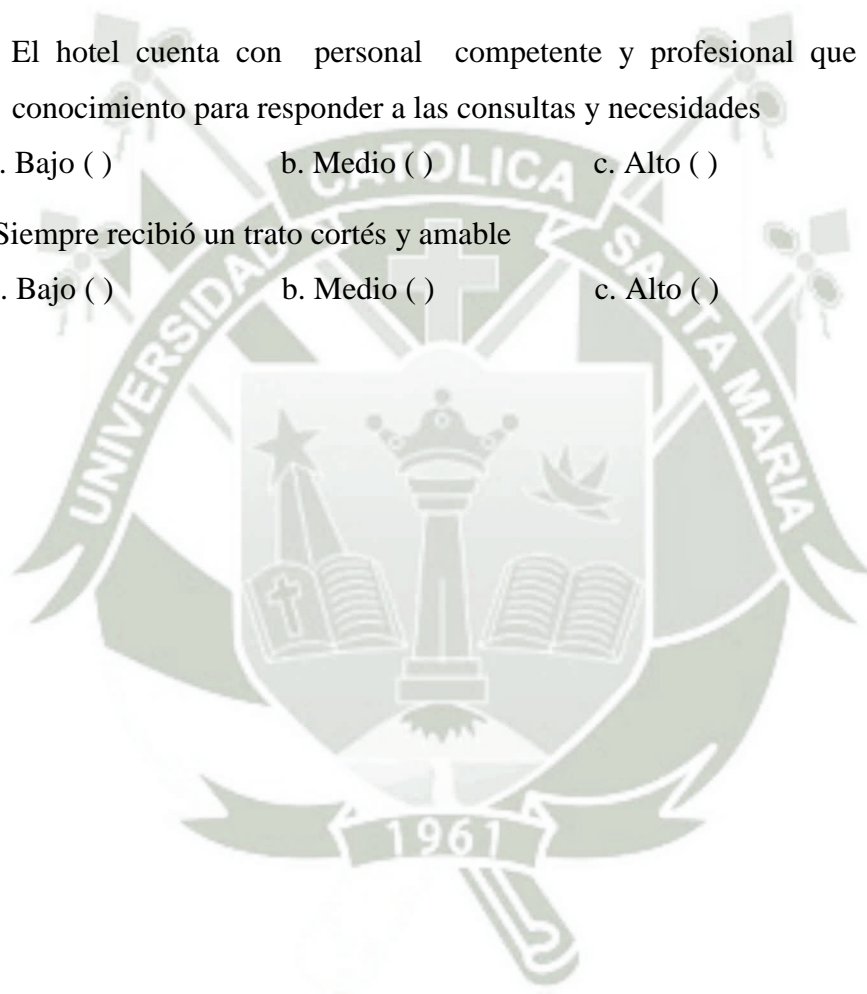 El hotel cuenta con personal competente y profesional que
conocimiento para responder a las consultas y necesidades
. Bajo ( ) b. Medio ( ) c. Alto ( )
Siempre recibió un trato cortés y amable
. Bajo ( ) b. Medio ( ) c. Alto ( )
UNIVERSIDAD CATOLICA SANTA MARIA
1961